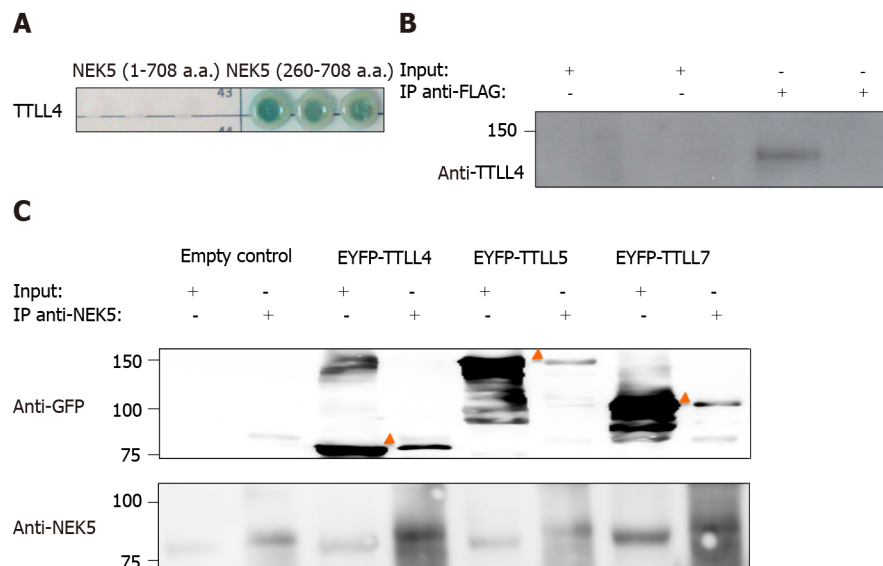 A
B
NEK5 (1-708 a.a.) NEK5 (260-708 a.a.)
TTLL4
43
44
Input: + + - -
IP anti-FLAG: - - + +
150
Anti-TTLL4
C
Empty control EYFP-TTLL4 EYFP-TTLL5 EYFP-TTLL7
Input: + - + - + - + -
IP anti-NEK5: - + - + - + - +
150
Anti-GFP
100
75
100
Anti-NEK5
75